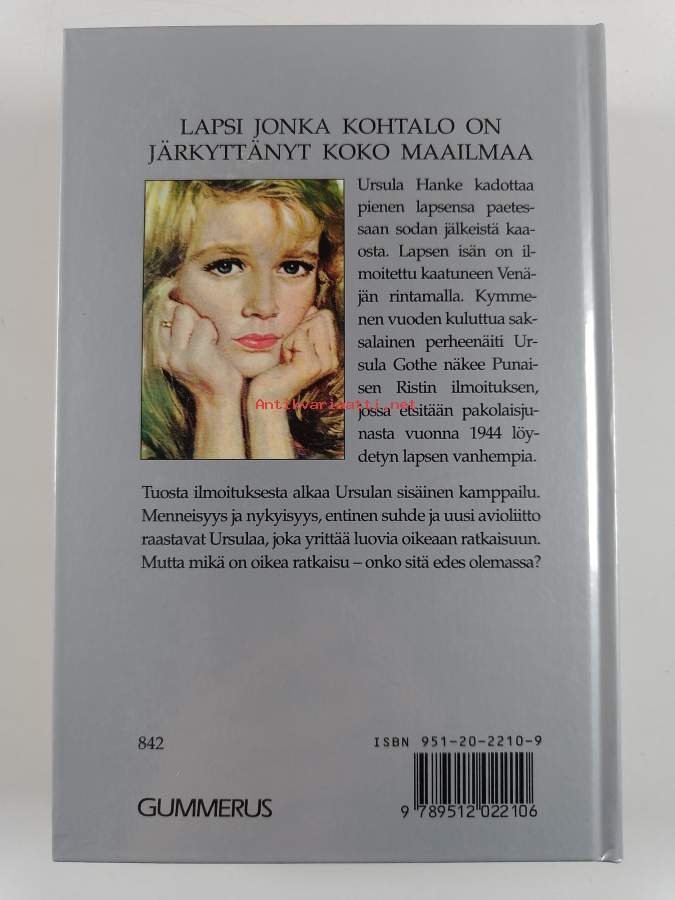 LAPSI JONKA KOHTALO ON
JÄRKYTTÄNYT KOKO MAAILMAA
Ursula Hanke kadottaa
pienen lapsensa paetes-
saan sodan jälkeistä kaa-
osta. Lapsen isän on il-
moitettu kaatuneen Venä-
jän rintamalla. Kymme-
nen vuoden kuluttua sak-
salainen perheenäiti Ur-
sula Gothe näkee Punai-
sen Ristin ilmoituksen,
jossa etsitään pakolaisju-
nasta vuonna 1944 löy-
detyn lapsen vanhempia.
Antikvariaatti.net
Tuosta ilmoituksesta alkaa Ursulan sisäinen kamppailu.
Menneisyys ja nykyisyys, entinen suhde ja uusi avioliitto
raastavat Ursulaa, joka yrittää luovia oikeaan ratkaisuun.
Mutta mikä on oikea ratkaisu – onko sitä edes olemassa?
842
ISBN 951-20-2210-9
GUMMERUS
9 789512 022106